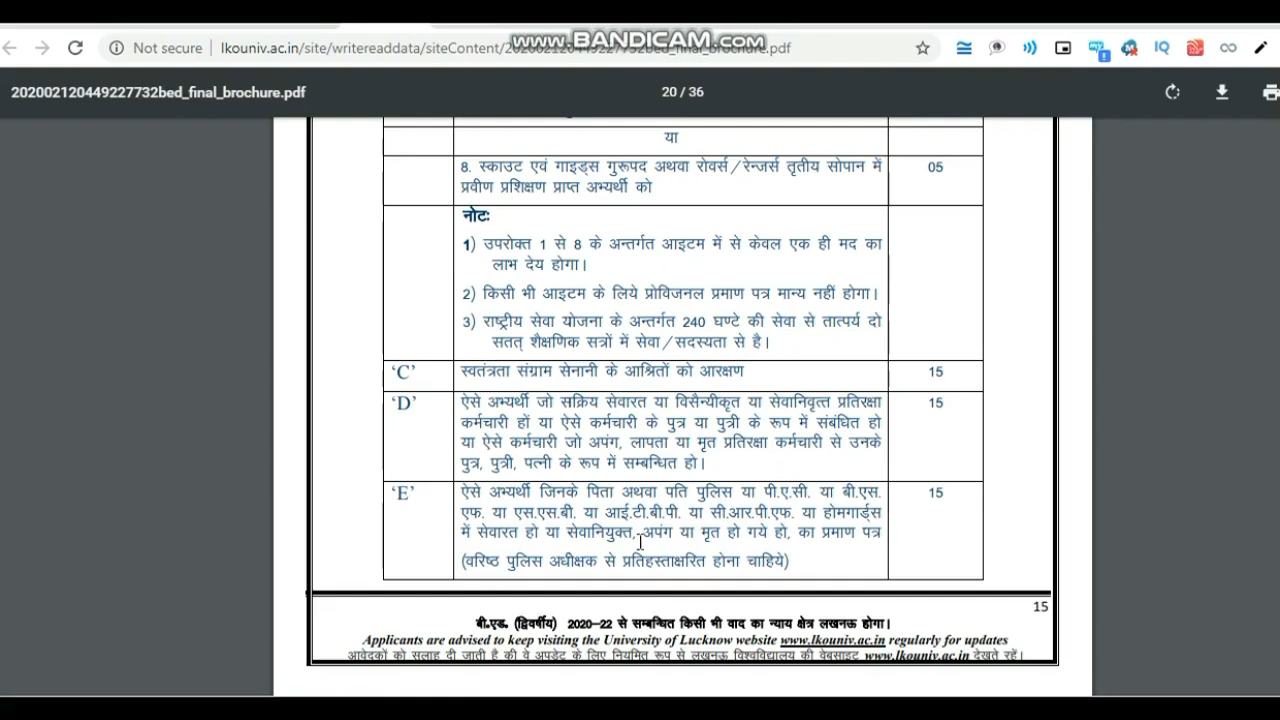 www.BANDICAM.com
Not secure lkouniv.ac.in/site/writereaddata/siteContent/202002120449227732bed_final_brochure.pdf
202002120449227732bed_final_brochure.pdf 20 / 36
या
8. स्काउट एवं गाइड्स गुरूपद अथवा रोवर्स/रेन्जर्स तृतीय सोपान में 05
प्रवीण प्रशिक्षण प्राप्त अभ्यर्थी को
नोटः
1) उपरोक्त 1 से 8 के अन्तर्गत आइटम में से केवल एक ही मद का
लाभ देय होगा।
2) किसी भी आइटम के लिये प्रोविजनल प्रमाण पत्र मान्य नहीं होगा।
3) राष्ट्रीय सेवा योजना के अन्तर्गत 240 घण्टे की सेवा से तात्पर्य दो
सतत् शैक्षणिक सत्रों में सेवा/सदस्यता से है।
‘C’ स्वतंत्रता संग्राम सेनानी के आश्रितों को आरक्षण 15
‘D’ ऐसे अभ्यर्थी जो सक्रिय सेवारत या विसैन्यीकृत या सेवानिवृत्त प्रतिरक्षा 15
कर्मचारी हों या ऐसे कर्मचारी के पुत्र या पुत्री के रूप में संबंधित हो
या ऐसे कर्मचारी जो अपंग, लापता या मृत प्रतिरक्षा कर्मचारी से उनके
पुत्र, पुत्री, पत्नी के रूप में सम्बन्धित हो।
‘E’ ऐसे अभ्यर्थी जिनके पिता अथवा पति पुलिस या पी.ए.सी. या बी.एस. 15
एफ. या एस.एस.बी. या आई.टी.बी.पी. या सी.आर.पी.एफ. या होमगार्ड्स
में सेवारत हो या सेवानियुक्त, अपंग या मृत हो गये हो, का प्रमाण पत्र
(वरिष्ठ पुलिस अधीक्षक से प्रतिहस्ताक्षरित होना चाहिये)
15
बी.एड. (द्विवर्षीय) 2020–22 से सम्बन्धित किसी भी वाद का न्याय क्षेत्र लखनऊ होगा।
Applicants are advised to keep visiting the University of Lucknow website www.lkouniv.ac.in regularly for updates
आवेदकों को सलाह दी जाती है की वे अपडेट के लिए नियमित रूप से लखनऊ विश्वविद्यालय की वेबसाइट www.lkouniv.ac.in देखते रहें।